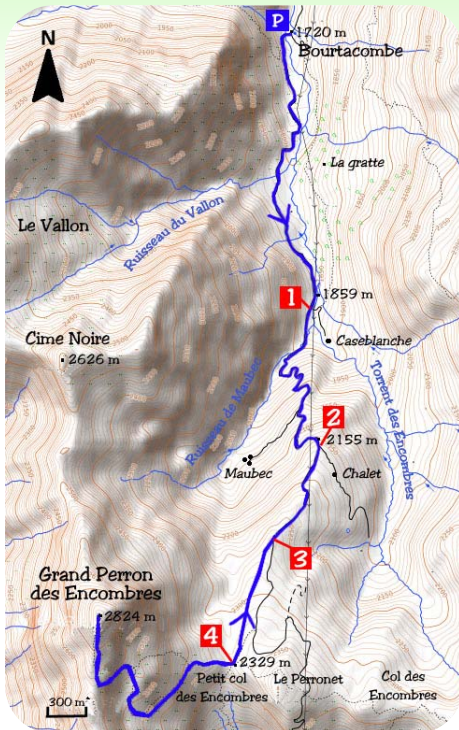 P
1720 m
Bourtacombe
N
La gratte
Le Vallon
Ruisseau du Vallon
1
1859 m
Cime Noire
2626 m
Caseblanche
Torrent des Encombres
Ruisseau de Maubec
2
2155 m
Maubec
Chalet
3
Grand Perron
des Encombres
2824 m
4
2329 m
Petit col
des Encombres
Le Perronet
Col des
Encombres
300 m